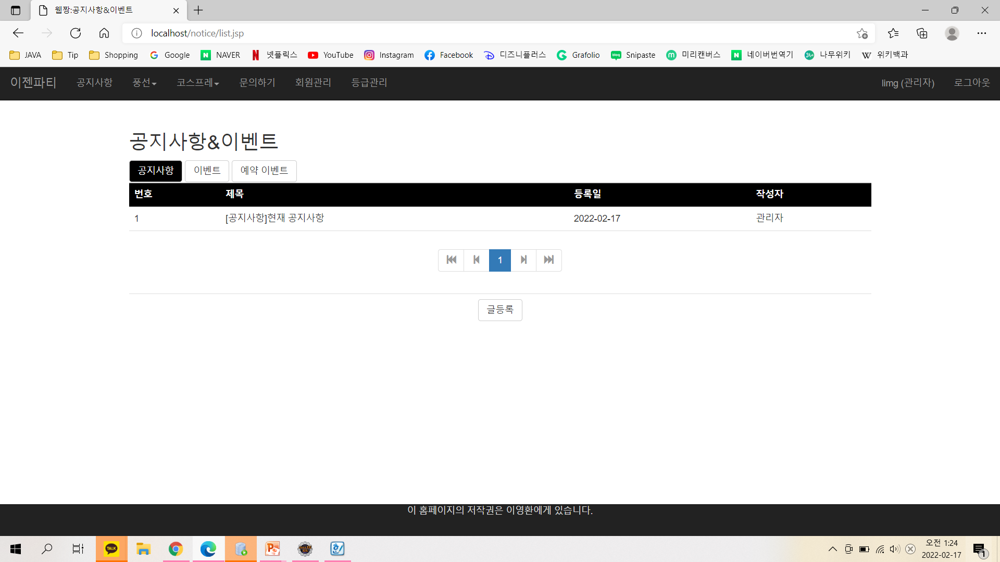 웹짱:공지사항&이벤트
localhost/notice/list.jsp
JAVA Tip Shopping Google NAVER 넷플릭스 YouTube Instagram Facebook 디즈니플러스 Grafolio Snipaste 미리캔버스 네이버번역기 나무위키 위키백과
이젠파티 공지사항 풍선 코스프레 문의하기 회원관리 등급관리 limg (관리자) 로그아웃
공지사항&이벤트
공지사항 이벤트 예약 이벤트
번호 제목 등록일 작성자
1 [공지사항]현재 공지사항 2022-02-17 관리자
1
글등록
이 홈페이지의 저작권은 이영환에게 있습니다.
오전 1:24
2022-02-17
1